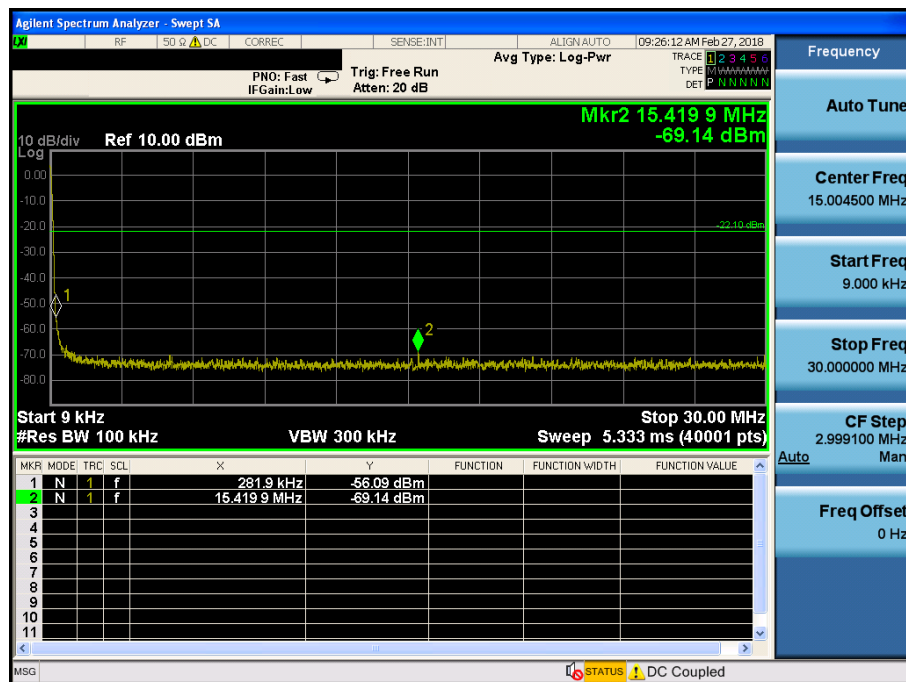 Agilent Spectrum Analyzer - Swept SA
LXI RF 50 Ω DC CORREC SENSE:INT ALIGN AUTO 09:26:12 AM Feb 27, 2018
Avg Type: Log-Pwr TRACE 1 2 3 4 5 6
PNO: Fast Trig: Free Run TYPE M W W W W W
IFGain:Low Atten: 20 dB DET P N N N N N
Mkr2 15.419 9 MHz
10 dB/div Ref 10.00 dBm -69.14 dBm
Log
0.00
-10.0
-20.0
-22.10 dBm
-30.0
-40.0
1
-50.0
-60.0
2
-70.0
-80.0
Start 9 kHz Stop 30.00 MHz
#Res BW 100 kHz VBW 300 kHz Sweep 5.333 ms (40001 pts)
MKR MODE TRC SCL X Y FUNCTION FUNCTION WIDTH FUNCTION VALUE
1 N 1 f 281.9 kHz -56.09 dBm
2 N 1 f 15.419 9 MHz -69.14 dBm
3
4
5
6
7
8
9
10
11
MSG STATUS DC Coupled
Frequency
Auto Tune
Center Freq
15.004500 MHz
Start Freq
9.000 kHz
Stop Freq
30.000000 MHz
CF Step
2.999100 MHz
Auto Man
Freq Offset
0 Hz